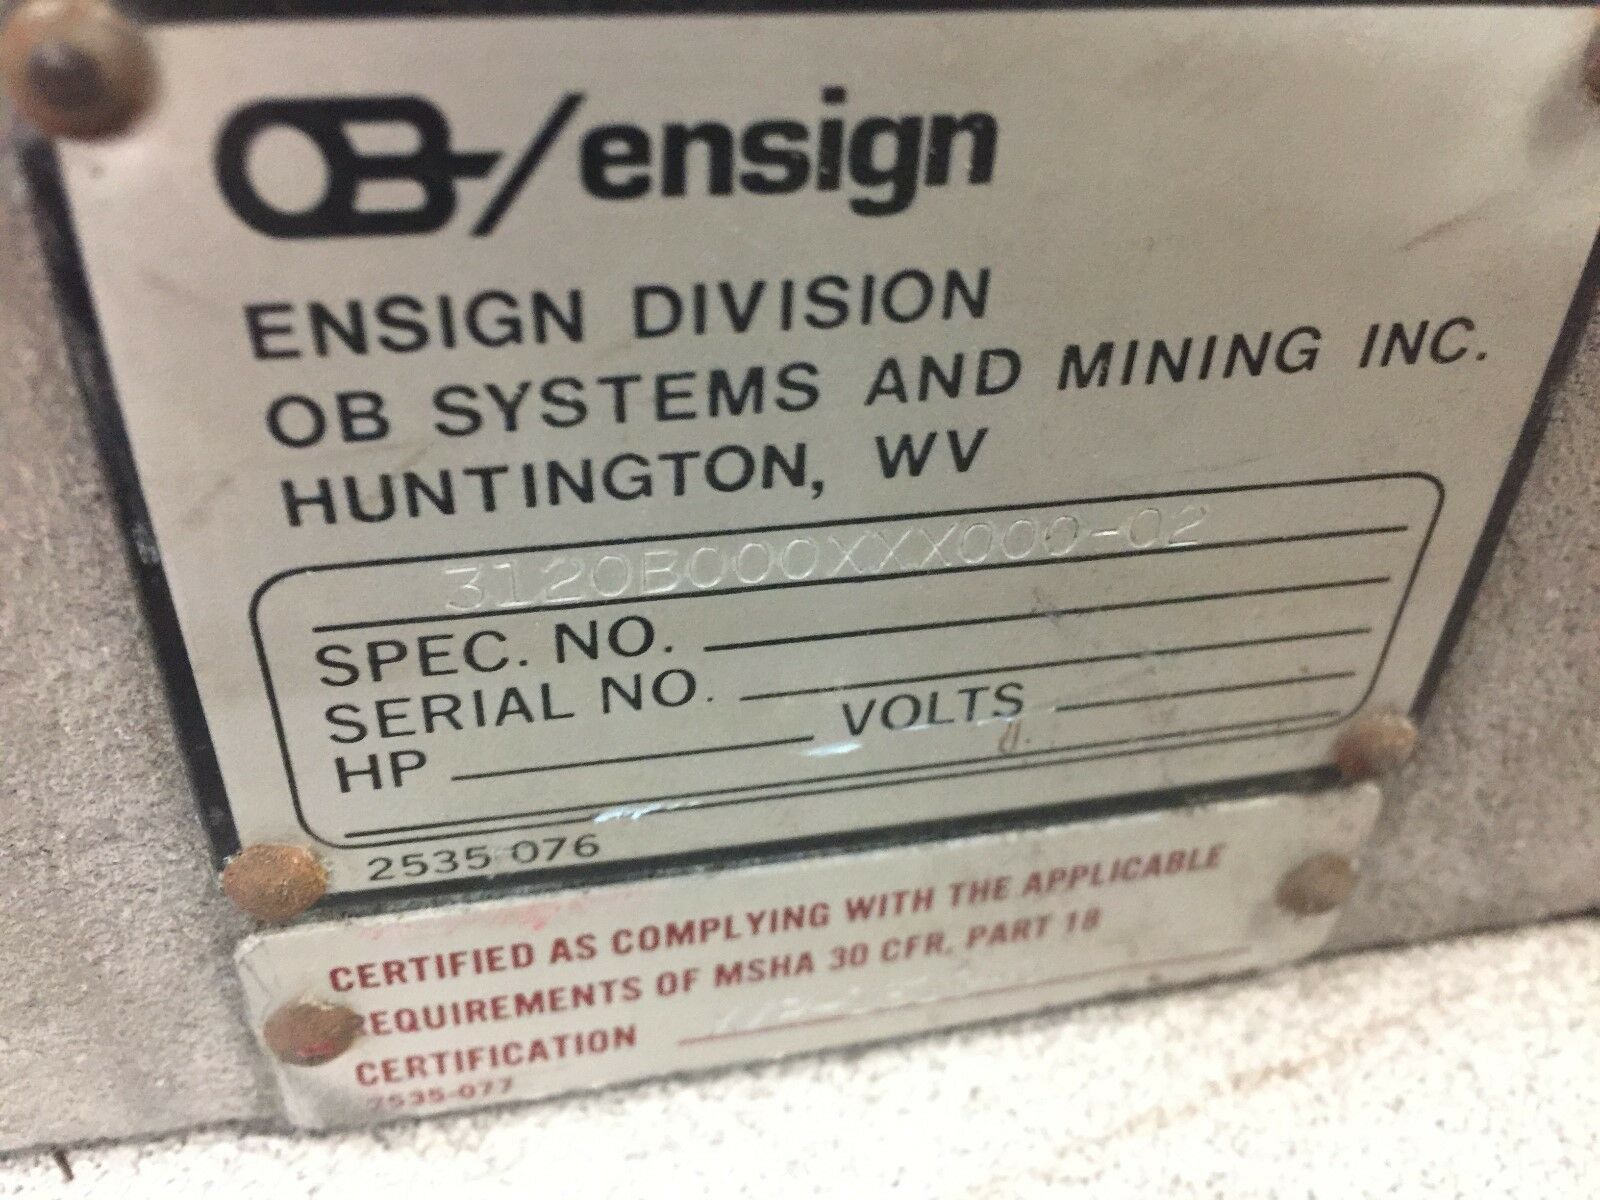 OB/ensign
ENSIGN DIVISION
OB SYSTEMS AND MINING INC.
HUNTINGTON, WV
3120B000XXX000-02
SPEC. NO.
SERIAL NO.
HP VOLTS
2535 076
CERTIFIED AS COMPLYING WITH THE APPLICABLE
REQUIREMENTS OF MSHA 30 CFR, PART 18
CERTIFICATION
2535-077